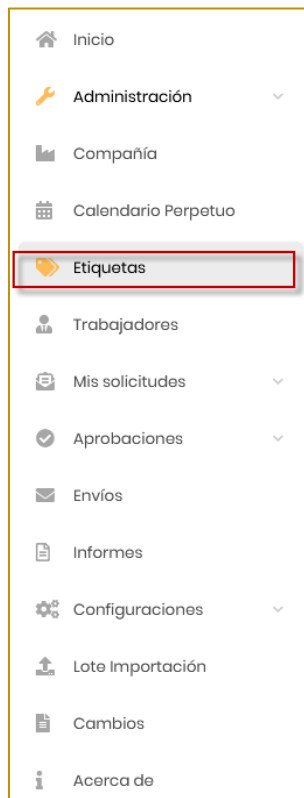 Inicio
Administración
Compañía
Calendario Perpetuo
Etiquetas
Trabajadores
Mis solicitudes
Aprobaciones
Envíos
Informes
Configuraciones
Lote Importación
Cambios
Acerca de